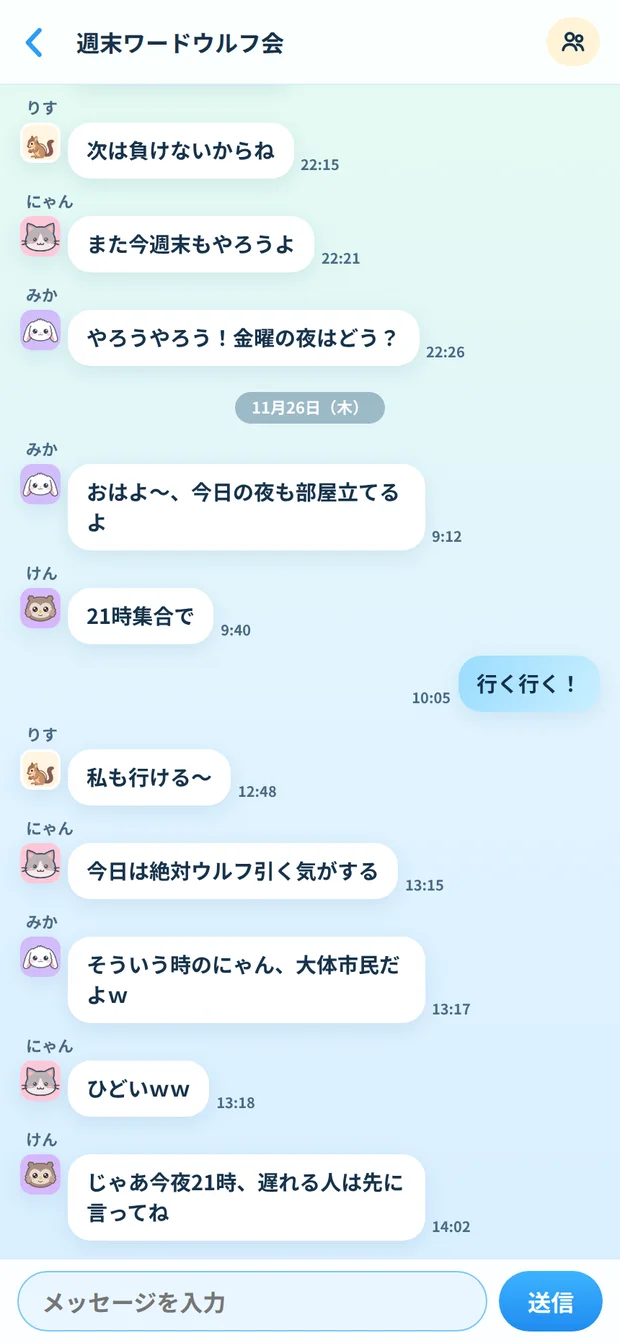 週末ワードウルフ会
りす
次は負けないからね
22:15
にゃん
また今週末もやろうよ
22:21
みか
やろうやろう！金曜の夜はどう？
22:26
11月26日（木）
みか
おはよ〜、今日の夜も部屋立てる
よ
9:12
けん
21時集合で
9:40
行く行く！
10:05
りす
私も行ける〜
12:48
にゃん
今日は絶対ウルフ引く気がする
13:15
みか
そういう時のにゃん、大体市民だ
よw
13:17
にゃん
ひどいww
13:18
けん
じゃあ今夜21時、遅れる人は先に
言ってね
14:02
メッセージを入力
送信